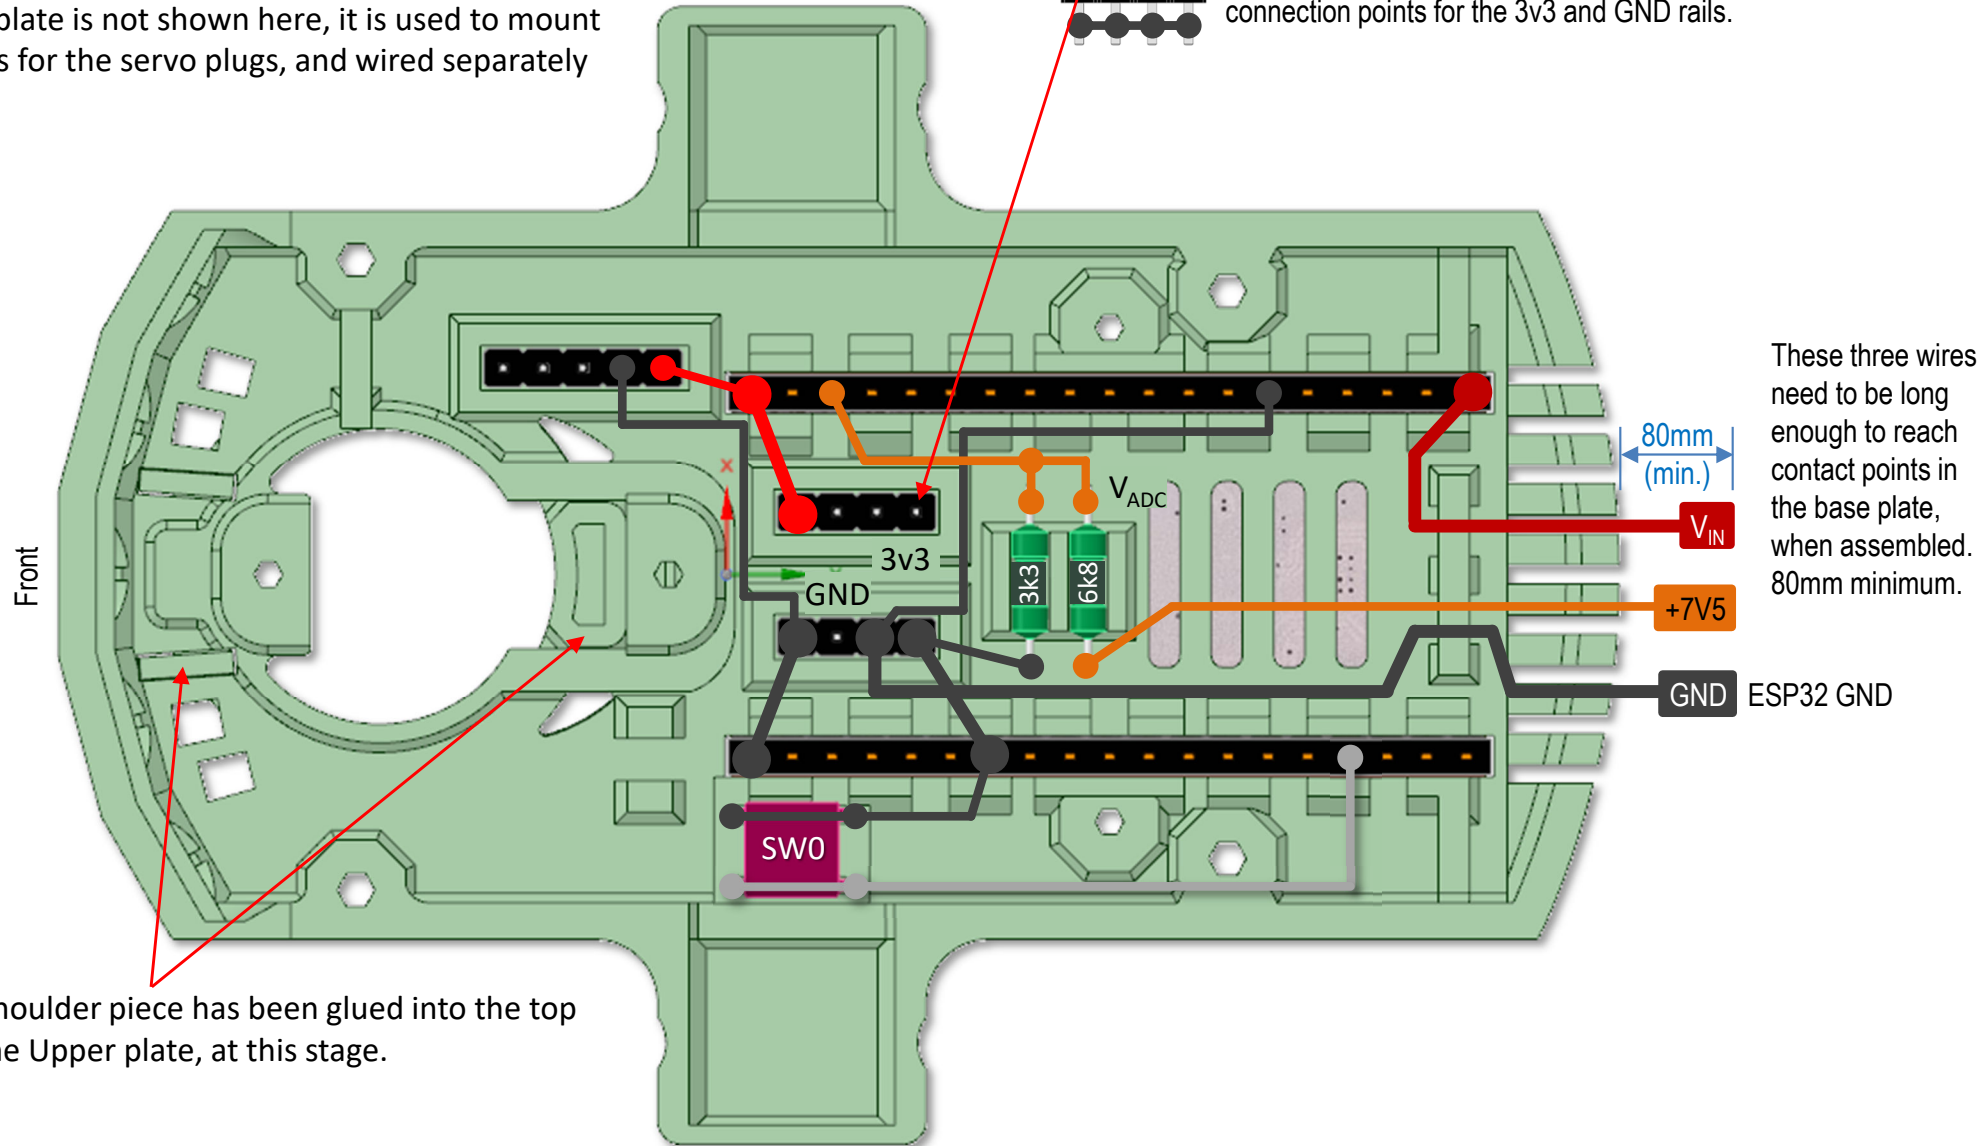 plate is not shown here, it is used to mount
s for the servo plugs, and wired separately
connection points for the 3v3 and GND rails.
These three wires
need to be long
enough to reach
contact points in
the base plate,
when assembled.
80mm minimum.
80mm
(min.)
VADC
VIN
3v3
GND
3k3
6k8
+7V5
GND ESP32 GND
Front
x
SW0
houlder piece has been glued into the top
he Upper plate, at this stage.